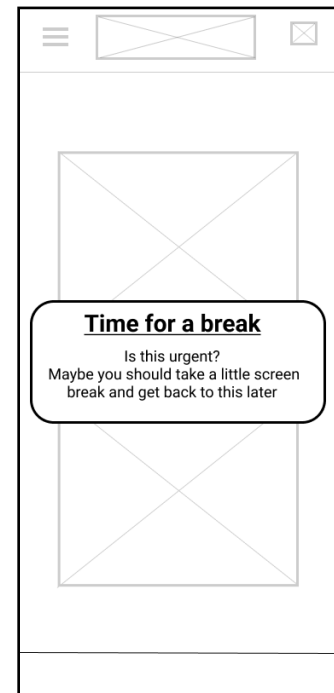 Time for a break
Is this urgent?
Maybe you should take a little screen
break and get back to this later